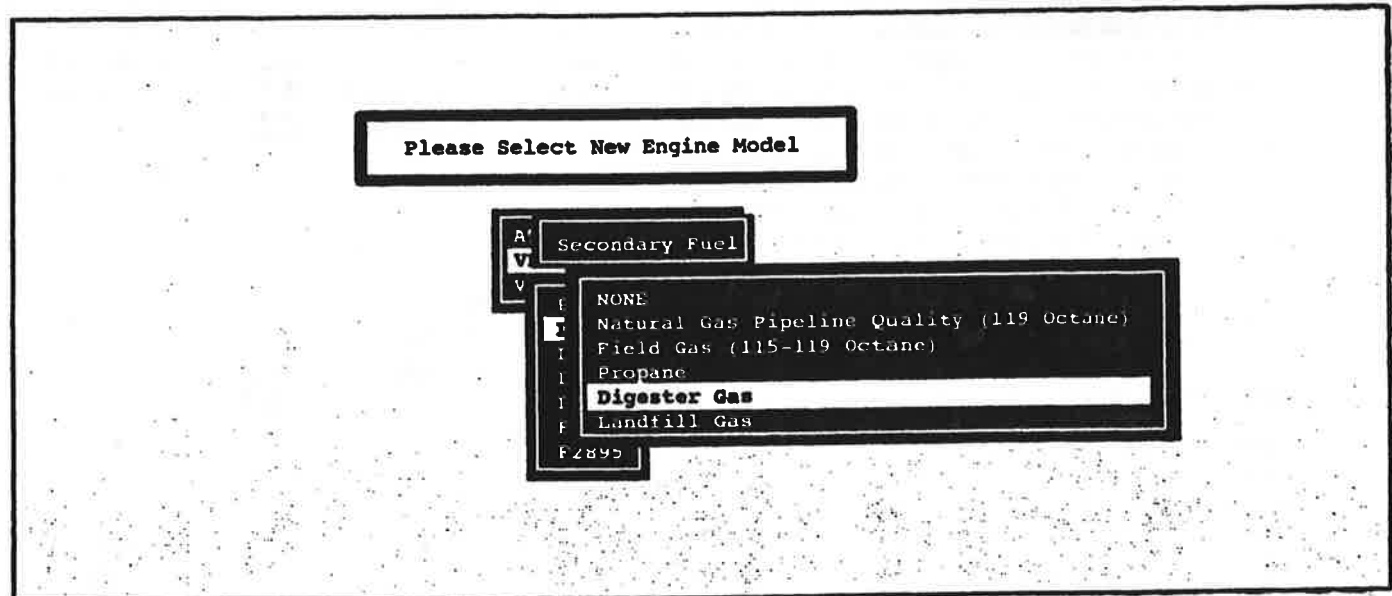 Please Select New Engine Model
Secondary Fuel
NONE
Natural Gas Pipeline Quality (119 Octane)
Field Gas (115-119 Octane)
Propane
Digester Gas
Landfill Gas
F2895